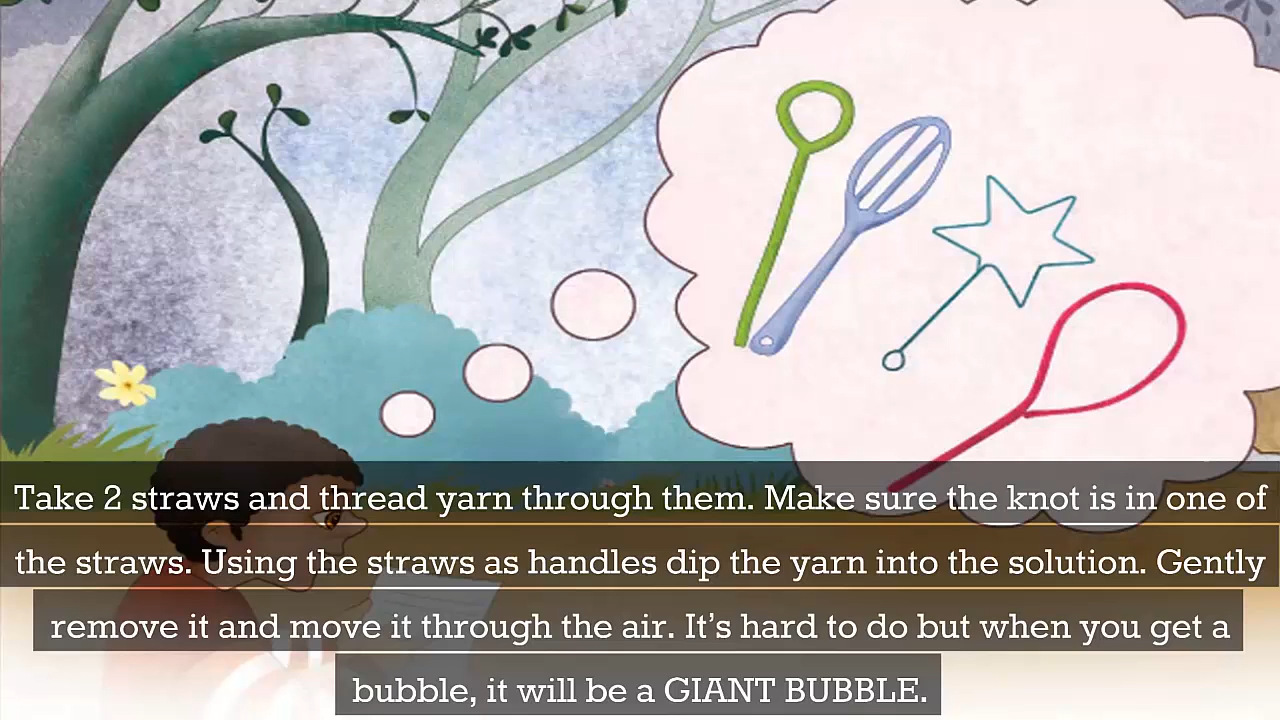 Take 2 straws and thread yarn through them. Make sure the knot is in one of
the straws. Using the straws as handles dip the yarn into the solution. Gently
remove it and move it through the air. It’s hard to do but when you get a
bubble, it will be a GIANT BUBBLE.